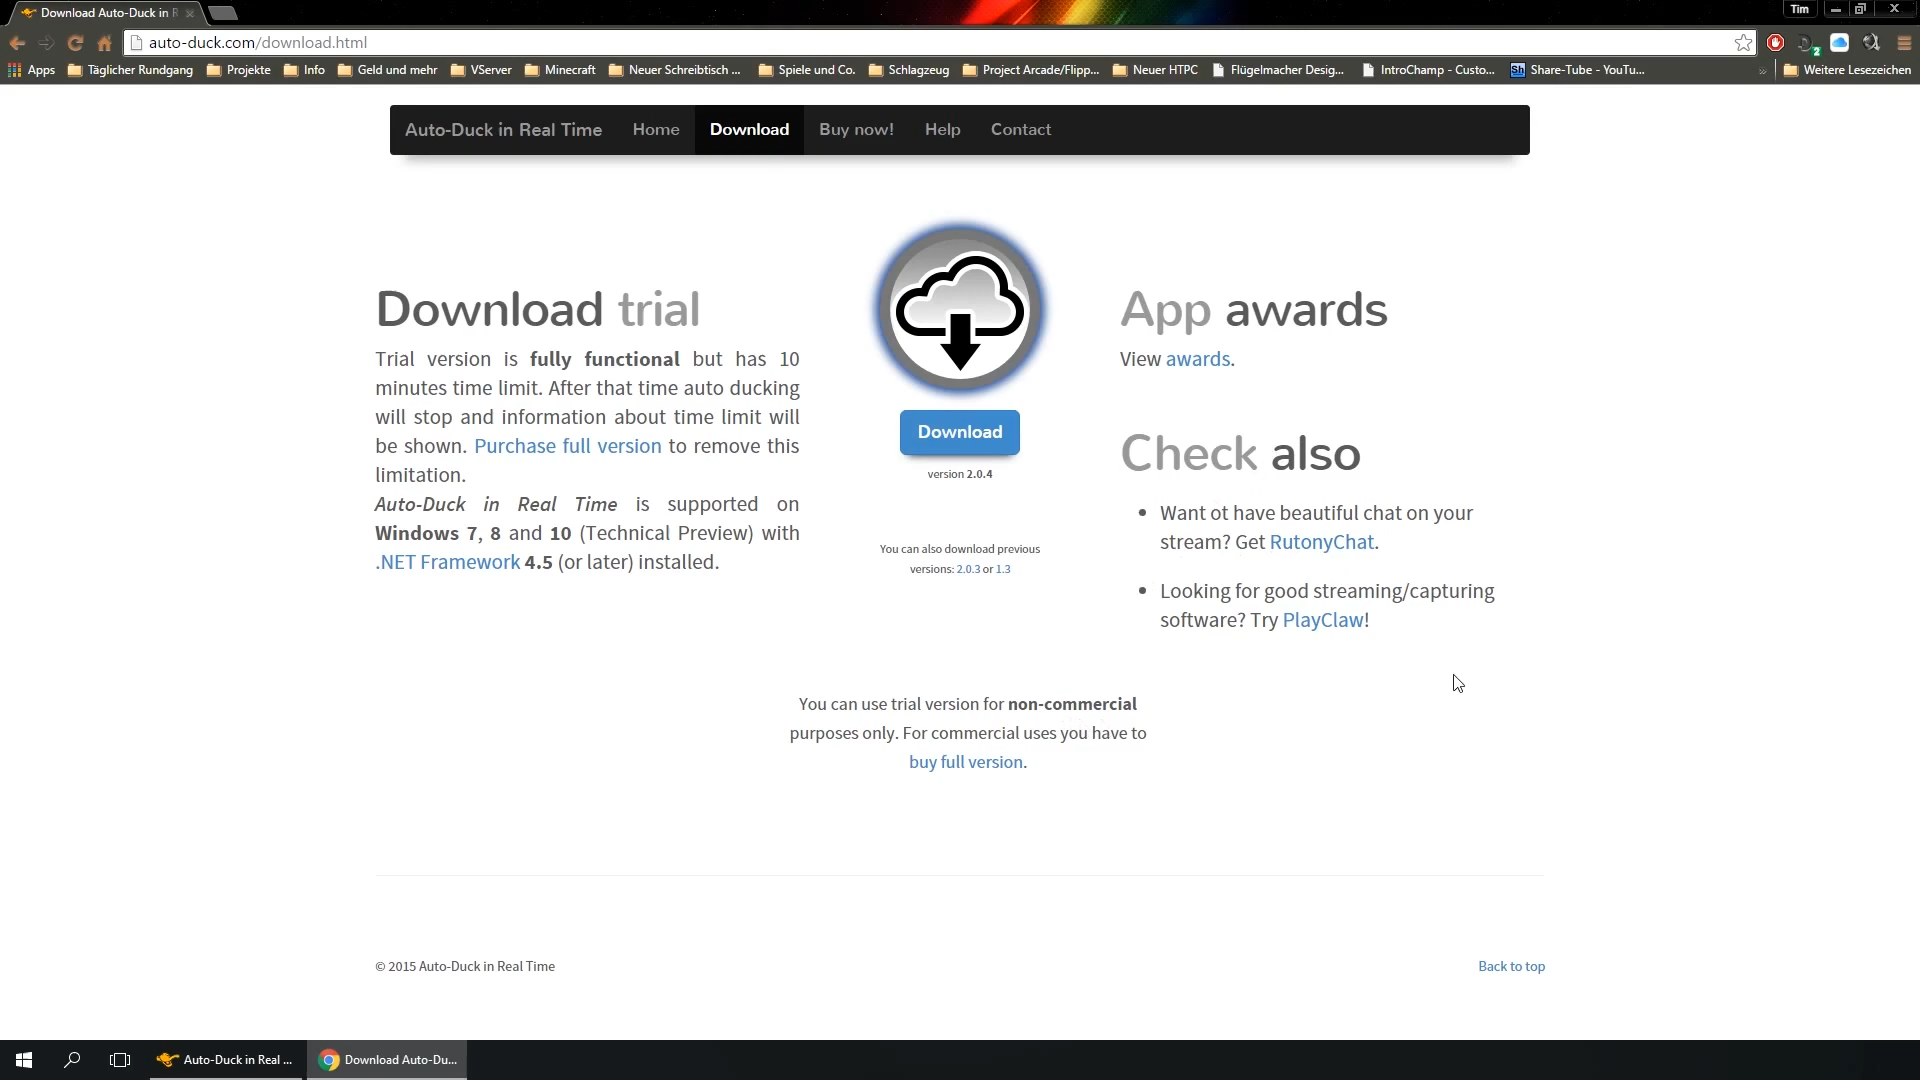 Download Auto-Duck in R
Tim
auto-duck.com/download.html
Apps Täglicher Rundgang Projekte Info Geld und mehr VServer Minecraft Neuer Schreibtisch ... Spiele und Co. Schlagzeug Project Arcade/Flipp... Neuer HTPC Flügelmacher Desig... IntroChamp - Custo... Sh Share-Tube - YouTu... » Weitere Lesezeichen
Auto-Duck in Real Time Home Download Buy now! Help Contact
Download trial
Trial version is fully functional but has 10
minutes time limit. After that time auto ducking
will stop and information about time limit will
be shown. Purchase full version to remove this
limitation.
Auto-Duck in Real Time is supported on
Windows 7, 8 and 10 (Technical Preview) with
.NET Framework 4.5 (or later) installed.
Download
version 2.0.4
You can also download previous
versions: 2.0.3 or 1.3
App awards
View awards.
Check also
• Want ot have beautiful chat on your
stream? Get RutonyChat.
• Looking for good streaming/capturing
software? Try PlayClaw!
You can use trial version for non-commercial
purposes only. For commercial uses you have to
buy full version.
© 2015 Auto-Duck in Real Time
Back to top
Auto-Duck in Real ... Download Auto-Du...